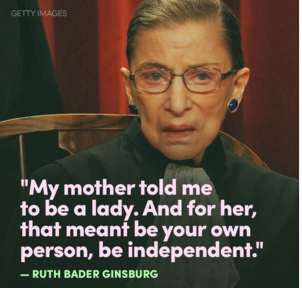 GETTY IMAGES
"My mother told me
to be a lady. And for her,
that meant be your own
person, be independent."
— RUTH BADER GINSBURG